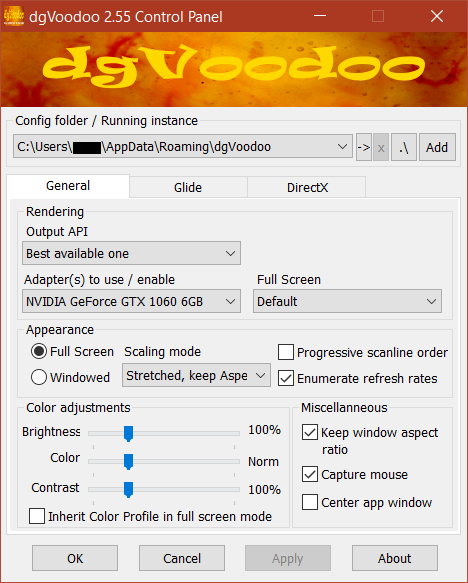 dgVoodoo 2.55 Control Panel
dgVoodoo
Config folder / Running instance
C:\Users\ \AppData\Roaming\dgVoodoo -> x .\ Add
General Glide DirectX
Rendering
Output API
Best available one
Adapter(s) to use / enable Full Screen
NVIDIA GeForce GTX 1060 6GB Default
Appearance
Full Screen Scaling mode Progressive scanline order
Windowed Stretched, keep Aspe Enumerate refresh rates
Color adjustments Miscellaneous
Brightness 100% Keep window aspect
ratio
Color Norm Capture mouse
Contrast 100% Center app window
Inherit Color Profile in full screen mode
OK Cancel Apply About